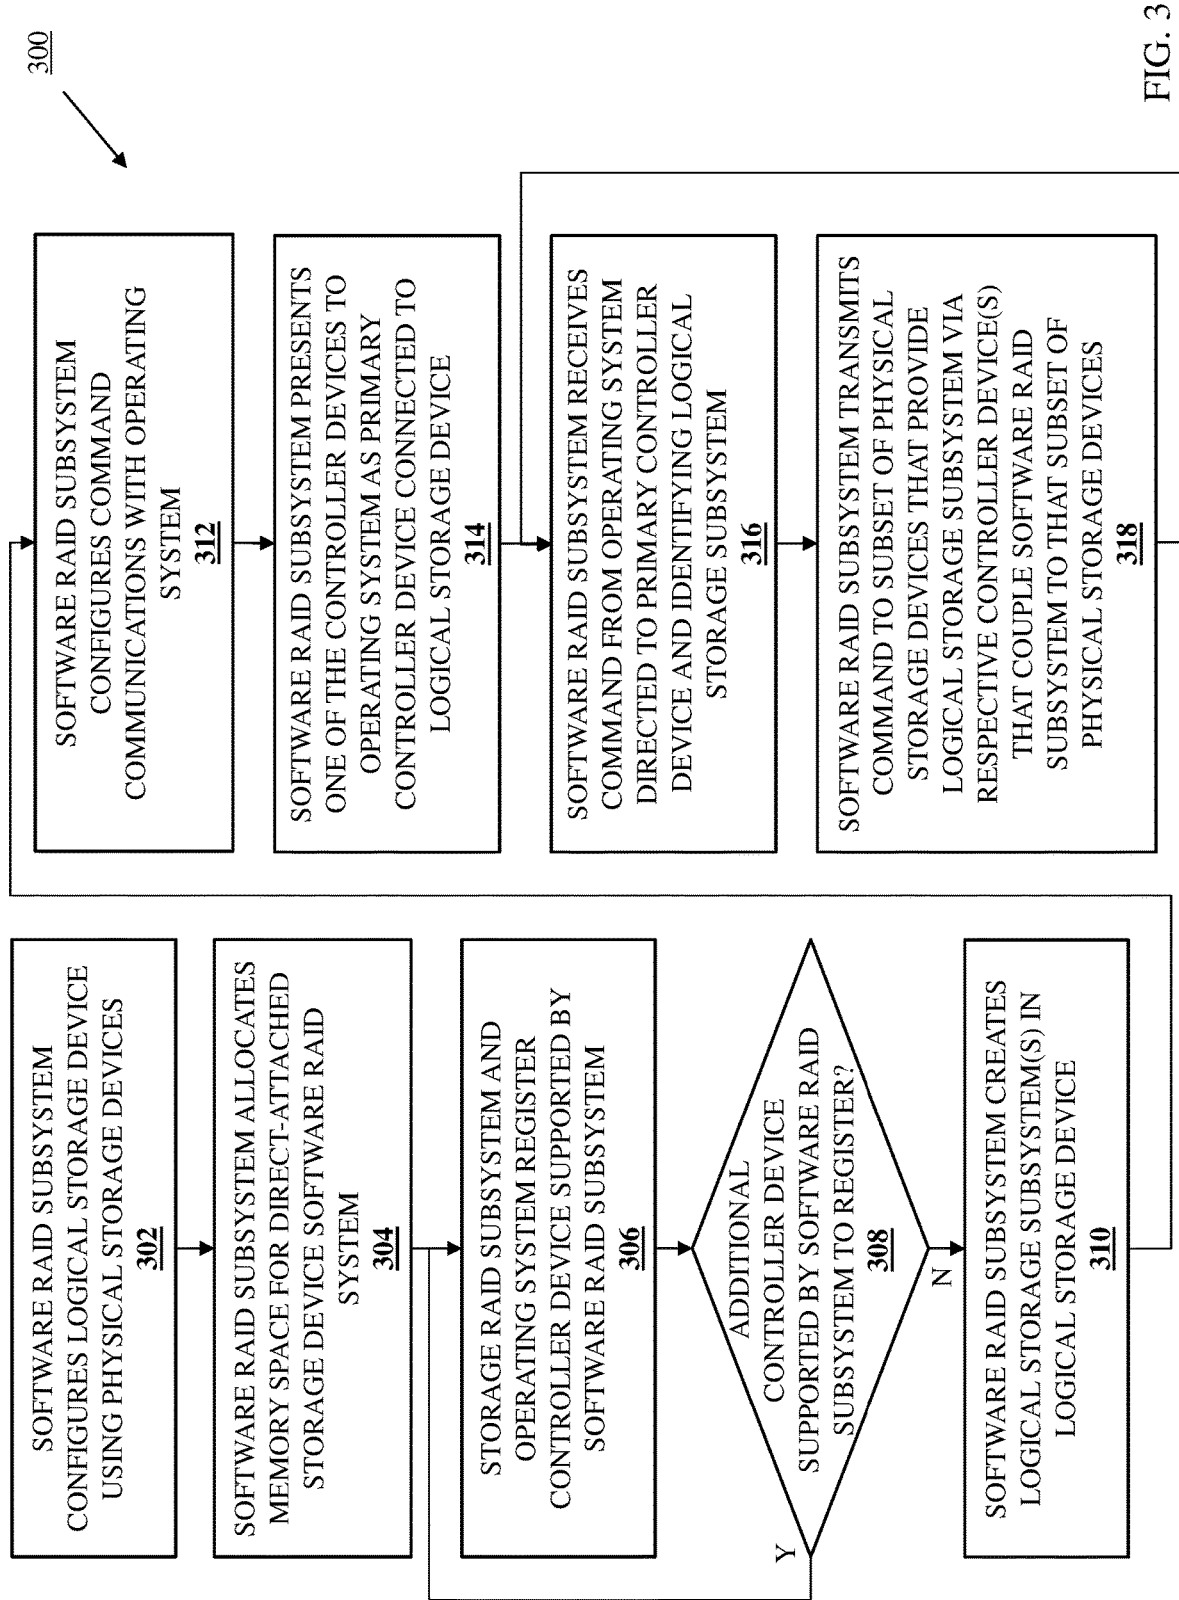 300
SOFTWARE RAID SUBSYSTEM
CONFIGURES LOGICAL STORAGE DEVICE
USING PHYSICAL STORAGE DEVICES
302
SOFTWARE RAID SUBSYSTEM ALLOCATES
MEMORY SPACE FOR DIRECT-ATTACHED
STORAGE DEVICE SOFTWARE RAID
SYSTEM
304
STORAGE RAID SUBSYSTEM AND
OPERATING SYSTEM REGISTER
CONTROLLER DEVICE SUPPORTED BY
SOFTWARE RAID SUBSYSTEM
306
ADDITIONAL
CONTROLLER DEVICE
SUPPORTED BY SOFTWARE RAID
SUBSYSTEM TO REGISTER?
308
Y
N
SOFTWARE RAID SUBSYSTEM CREATES
LOGICAL STORAGE SUBSYSTEM(S) IN
LOGICAL STORAGE DEVICE
310
SOFTWARE RAID SUBSYSTEM
CONFIGURES COMMAND
COMMUNICATIONS WITH OPERATING
SYSTEM
312
SOFTWARE RAID SUBSYSTEM PRESENTS
ONE OF THE CONTROLLER DEVICES TO
OPERATING SYSTEM AS PRIMARY
CONTROLLER DEVICE CONNECTED TO
LOGICAL STORAGE DEVICE
314
SOFTWARE RAID SUBSYSTEM RECEIVES
COMMAND FROM OPERATING SYSTEM
DIRECTED TO PRIMARY CONTROLLER
DEVICE AND IDENTIFYING LOGICAL
STORAGE SUBSYSTEM
316
SOFTWARE RAID SUBSYSTEM TRANSMITS
COMMAND TO SUBSET OF PHYSICAL
STORAGE DEVICES THAT PROVIDE
LOGICAL STORAGE SUBSYSTEM VIA
RESPECTIVE CONTROLLER DEVICE(S)
THAT COUPLE SOFTWARE RAID
SUBSYSTEM TO THAT SUBSET OF
PHYSICAL STORAGE DEVICES
318
FIG. 3